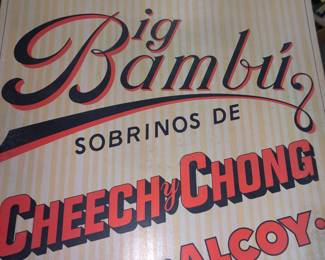 Big
Bambú
SOBRINOS DE
CHEECH y CHONG
ALCOY.